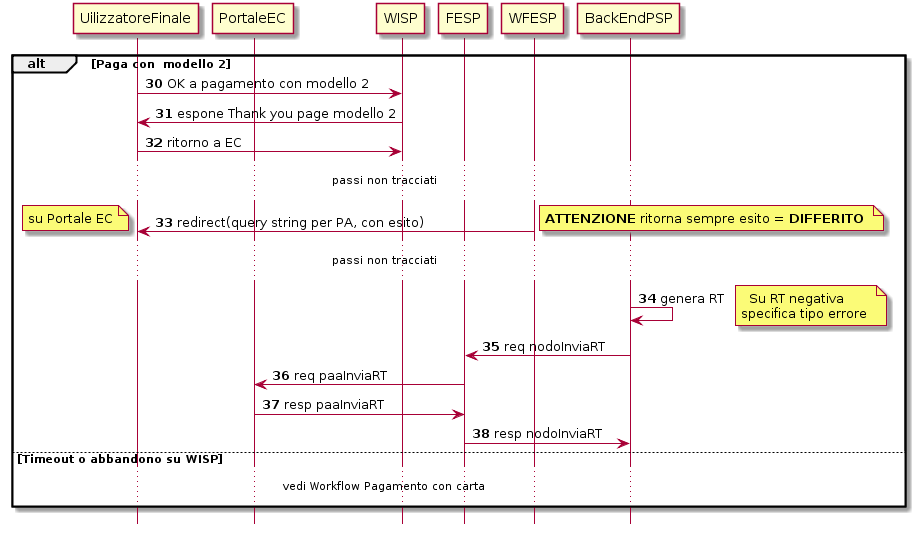 UilizzatoreFinale PortaleEC WISP FESP WFESP BackEndPSP
alt [Paga con modello 2]
30 OK a pagamento con modello 2
31 espone Thank you page modello 2
32 ritorno a EC
passi non tracciati
su Portale EC
33 redirect(query string per PA, con esito)
ATTENZIONE ritorna sempre esito = DIFFERITO
passi non tracciati
34 genera RT
Su RT negativa
specifica tipo errore
35 req nodoInviaRT
36 req paaInviaRT
37 resp paaInviaRT
38 resp nodoInviaRT
[Timeout o abbandono su WISP]
vedi Workflow Pagamento con carta